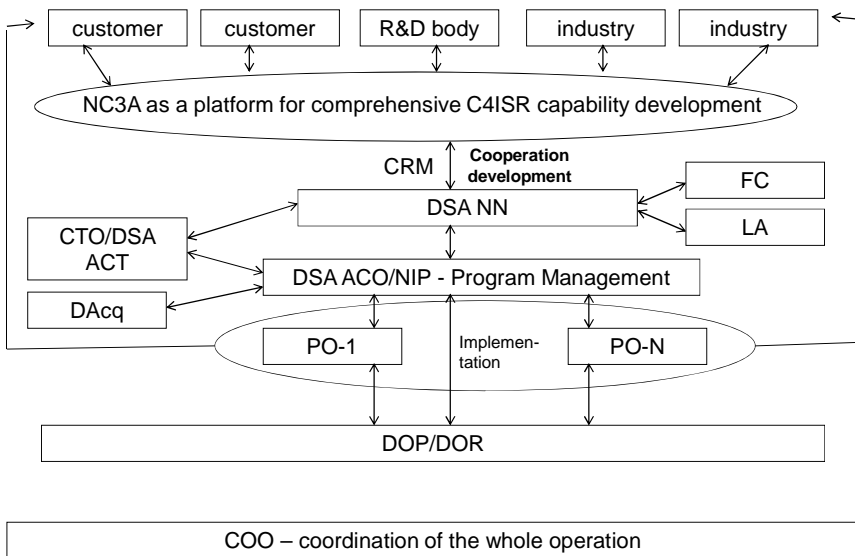 customer
customer
R&D body
industry
industry
NC3A as a platform for comprehensive C4ISR capability development
CRM
Cooperation
development
FC
DSA NN
LA
CTO/DSA
ACT
DSA ACO/NIP - Program Management
DAcq
PO-1
Implemen-
tation
PO-N
DOP/DOR
COO – coordination of the whole operation